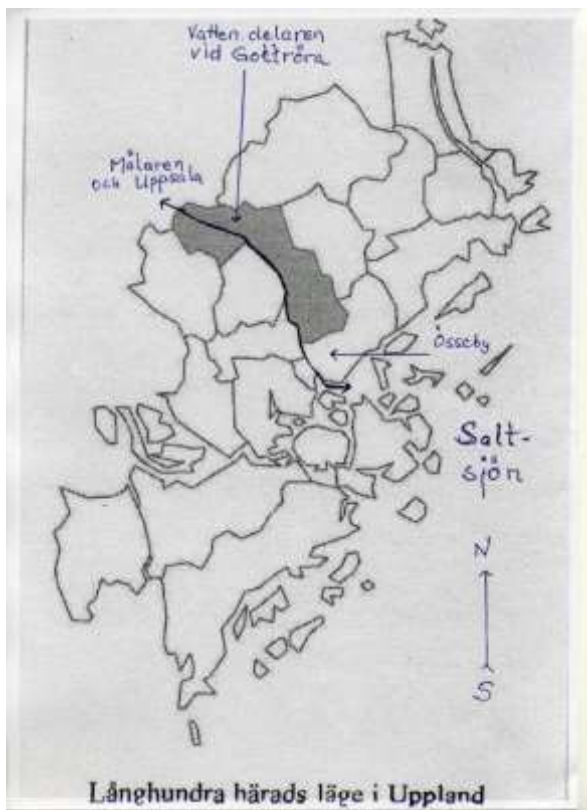 Vatten delaren
vid Gottröra
Mälaren
och Uppsala
Össeby
Salt-
sjön
N
S
Långhundra härads läge i Uppland